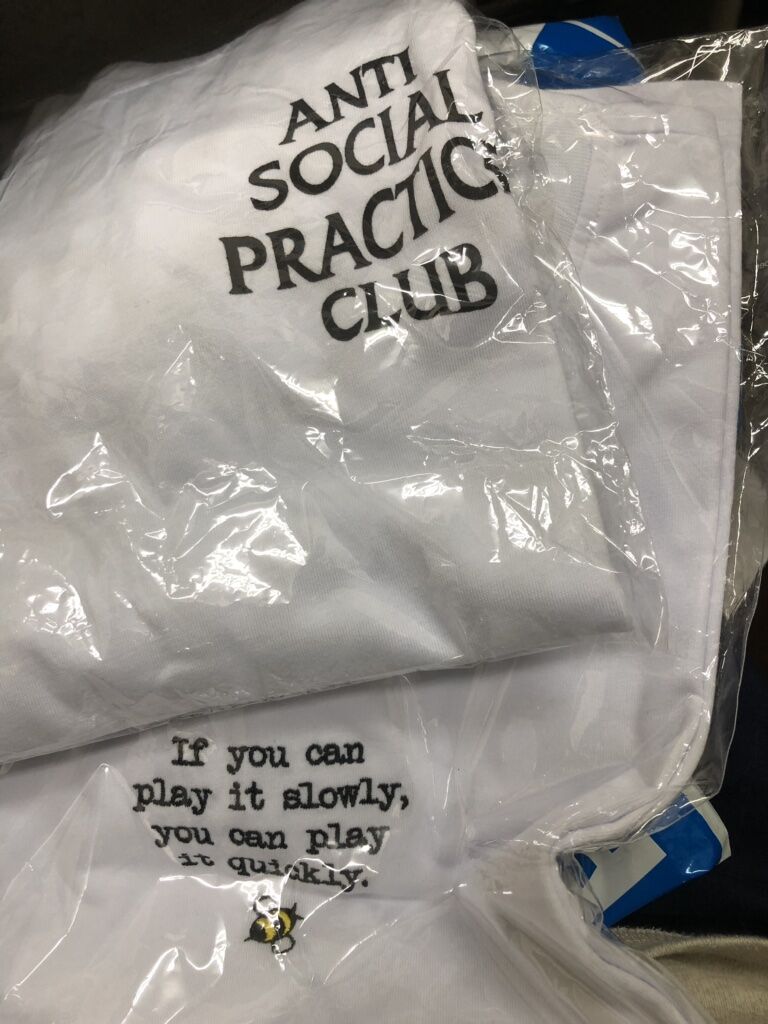 ANTI
SOCIAL
PRACTICE
CLUB
If you can
play it slowly,
you can play
it quickly.